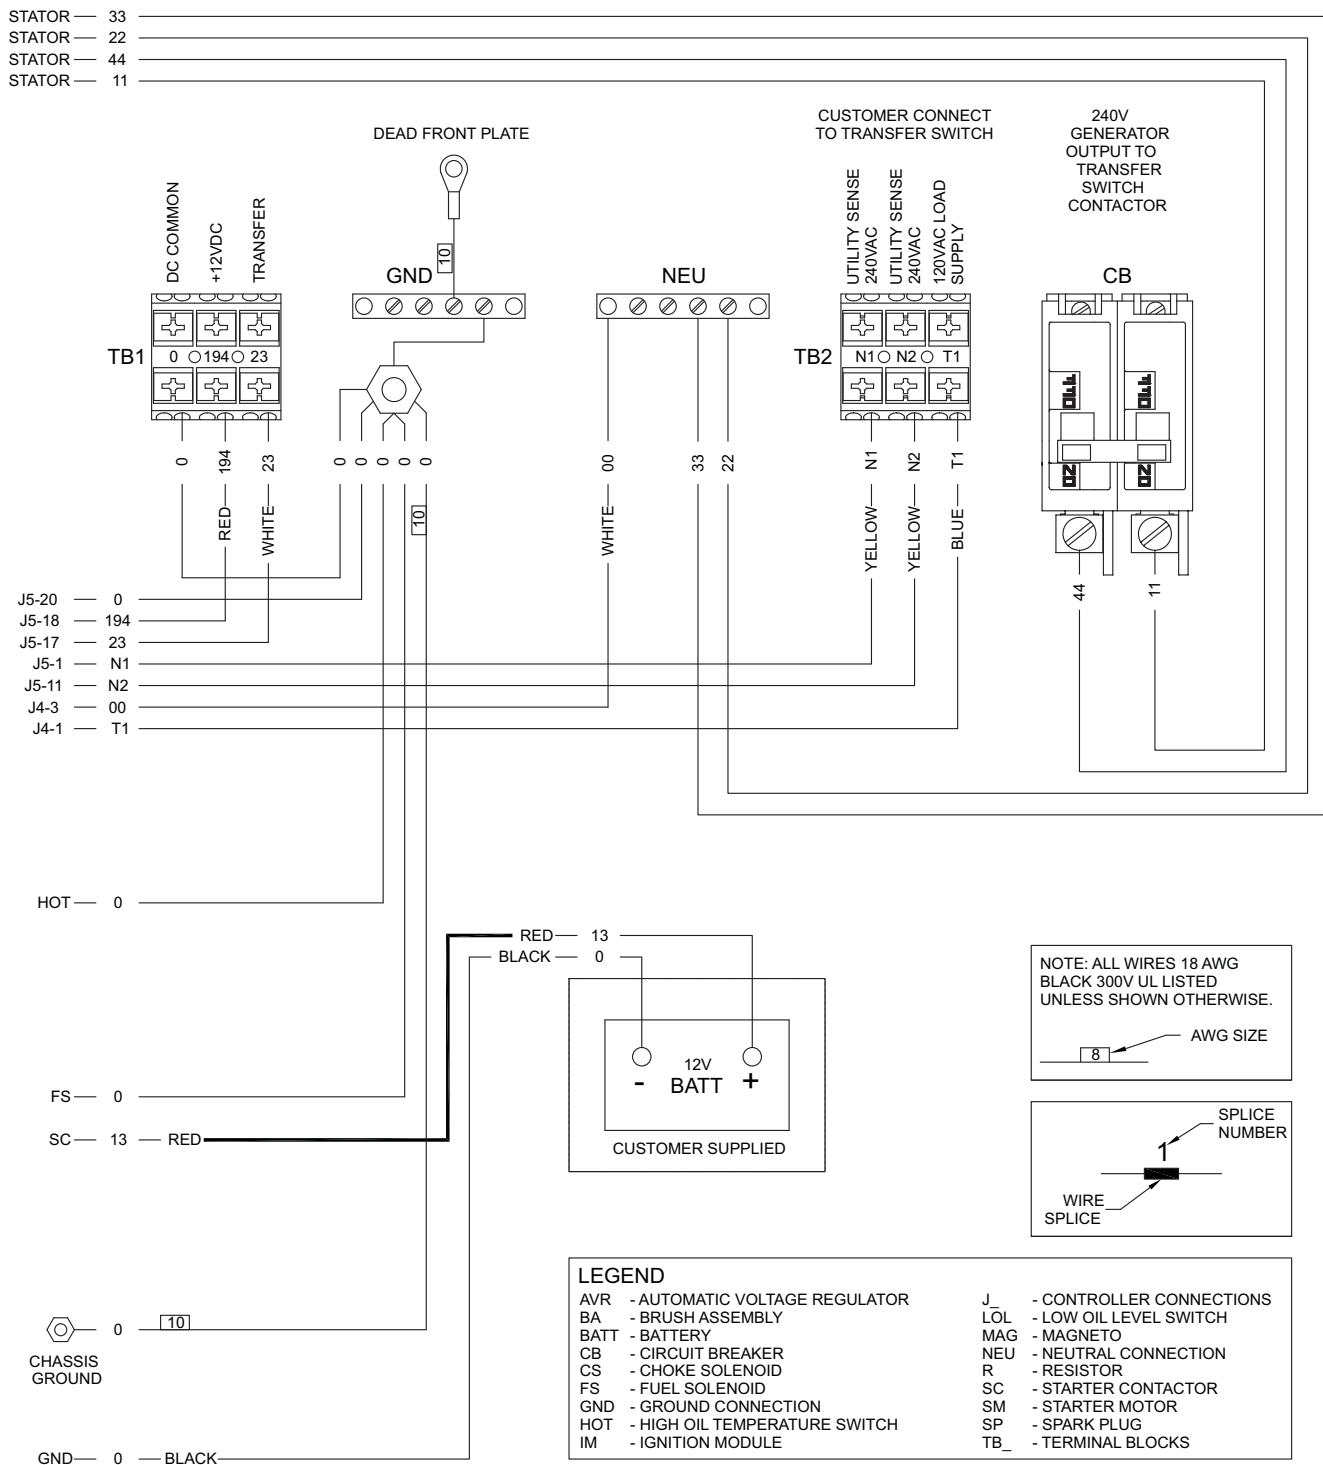 STATOR 33
STATOR 22
STATOR 44
STATOR 11
DEAD FRONT PLATE
CUSTOMER CONNECT
TO TRANSFER SWITCH
240V
GENERATOR
OUTPUT TO
TRANSFER
SWITCH
CONTACTOR
DC COMMON
+12VDC
TRANSFER
10
GND
NEU
UTILITY SENSE
240VAC
UTILITY SENSE
240VAC
120VAC LOAD
SUPPLY
CB
TB1
0 194 23
TB2
N1 N2 T1
OFF OFF
ON ON
0
194
23
0
0
0
0
0
00
33
22
N1
N2
T1
RED
WHITE
10
WHITE
YELLOW
YELLOW
BLUE
44
11
J5-20 0
J5-18 194
J5-17 23
J5-1 N1
J5-11 N2
J4-3 00
J4-1 T1
HOT 0
RED 13
BLACK 0
12V
- BATT +
CUSTOMER SUPPLIED
NOTE: ALL WIRES 18 AWG
BLACK 300V UL LISTED
UNLESS SHOWN OTHERWISE.
AWG SIZE
8
FS 0
SC 13 RED
SPLICE
NUMBER
1
WIRE
SPLICE
0 10
CHASSIS
GROUND
GND 0 BLACK
LEGEND
AVR - AUTOMATIC VOLTAGE REGULATOR
BA - BRUSH ASSEMBLY
BATT - BATTERY
CB - CIRCUIT BREAKER
CS - CHOKE SOLENOID
FS - FUEL SOLENOID
GND - GROUND CONNECTION
HOT - HIGH OIL TEMPERATURE SWITCH
IM - IGNITION MODULE
J_ - CONTROLLER CONNECTIONS
LOL - LOW OIL LEVEL SWITCH
MAG - MAGNETO
NEU - NEUTRAL CONNECTION
R - RESISTOR
SC - STARTER CONTACTOR
SM - STARTER MOTOR
SP - SPARK PLUG
TB_ - TERMINAL BLOCKS